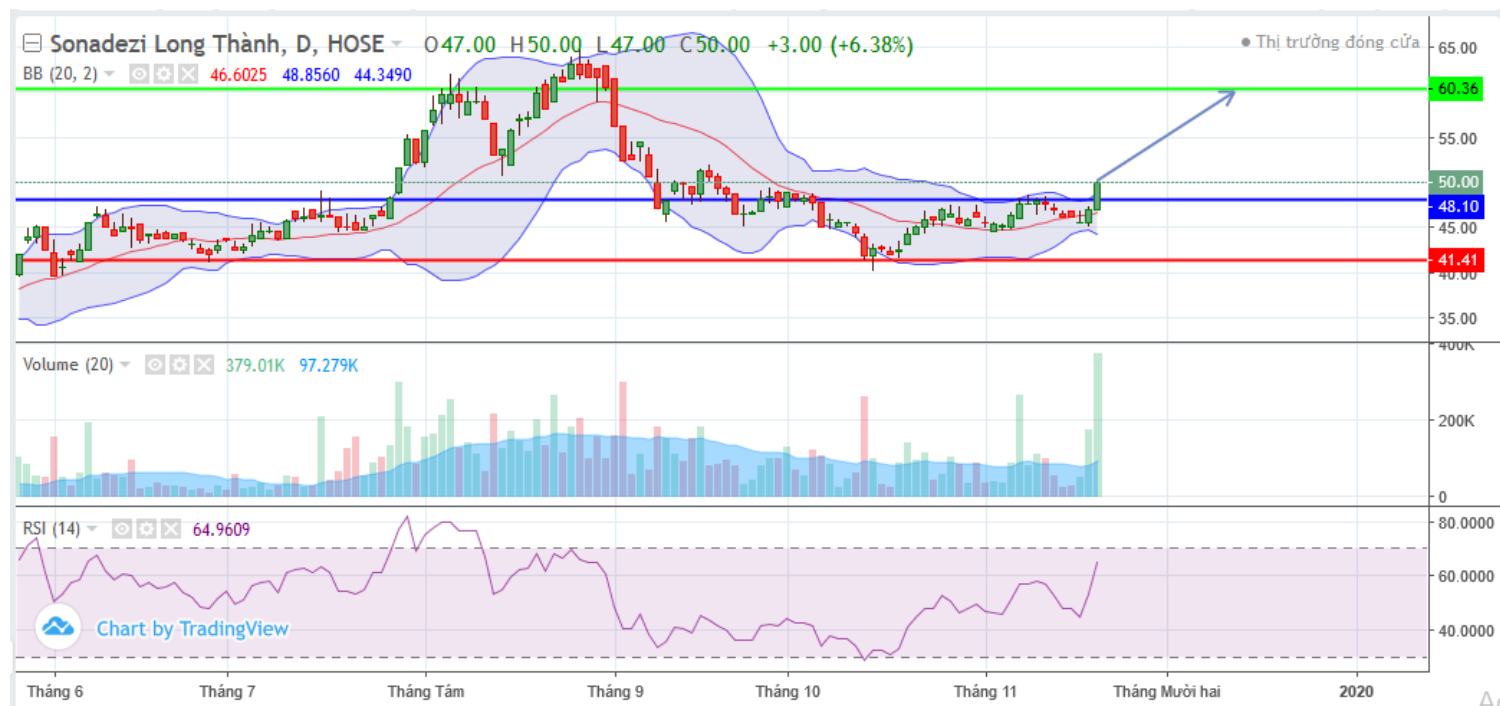 Sonadezi Long Thành, D, HOSE O47.00 H50.00 L47.00 C50.00 +3.00 (+6.38%)
Thị trường đóng cửa
BB (20, 2) 46.6025 48.8560 44.3490
65.00
60.36
55.00
50.00
48.10
45.00
41.41
40.00
35.00
Volume (20) 379.01K 97.279K
400K
200K
0
RSI (14) 64.9609
80.0000
60.0000
40.0000
Chart by TradingView
Tháng 6 Tháng 7 Tháng Tám Tháng 9 Tháng 10 Tháng 11 Tháng Mười hai 2020